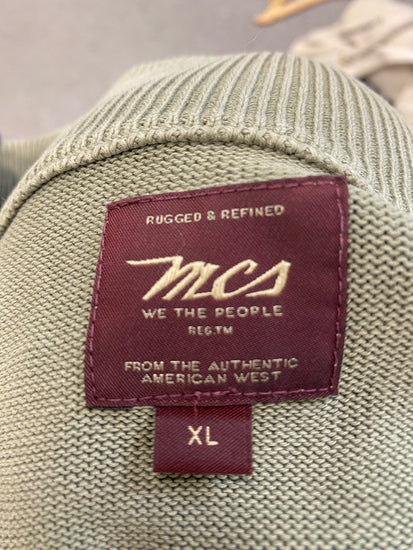 RUGGED & REFINED
MCS
WE THE PEOPLE
REG.TM
FROM THE AUTHENTIC
AMERICAN WEST
XL